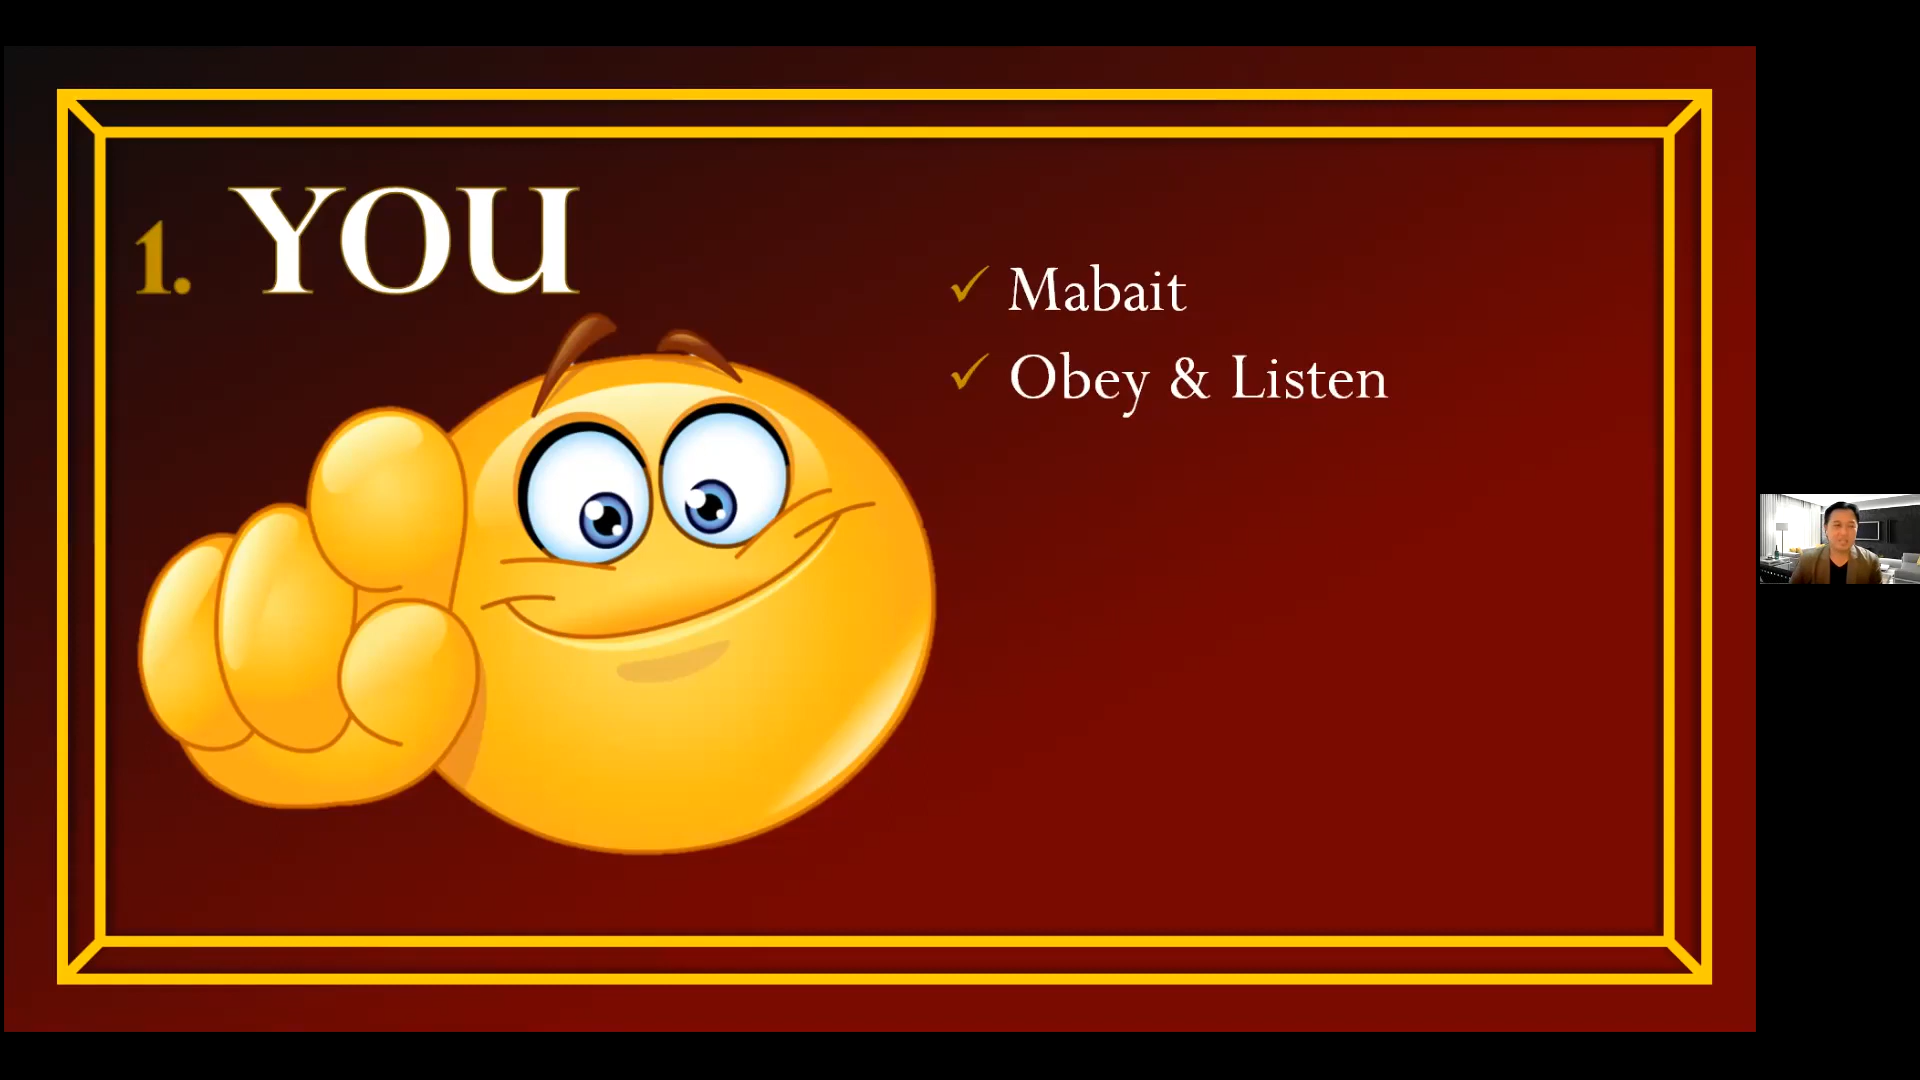 1. YOU
✓ Mabait
✓ Obey & Listen